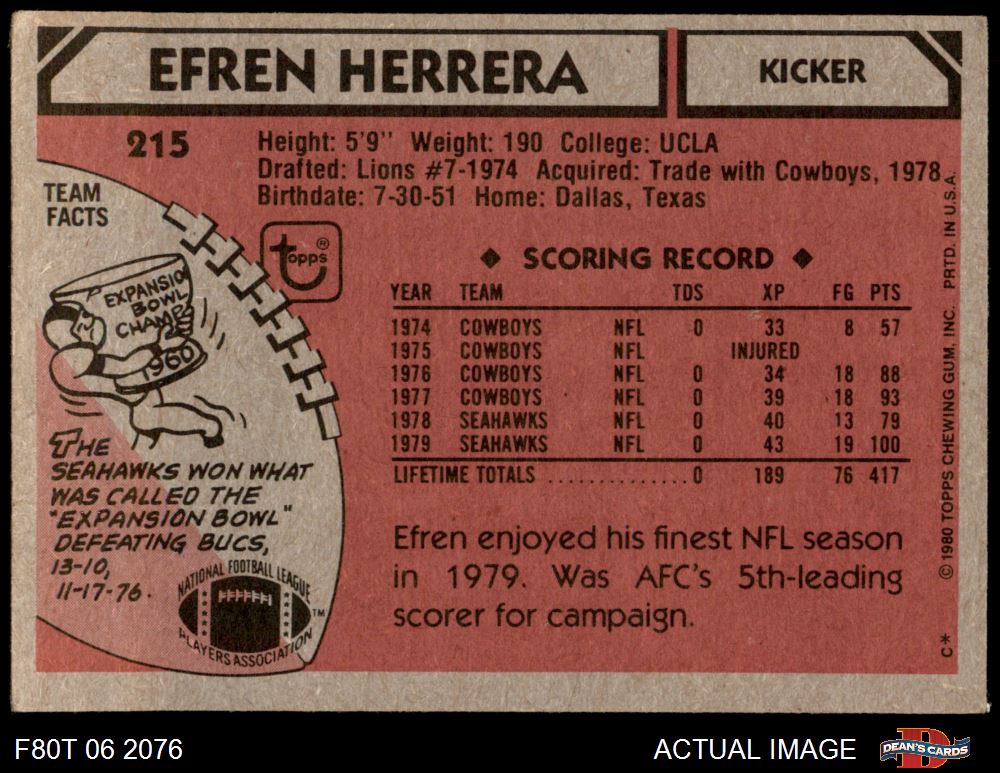 EFREN HERRERA
KICKER
215
Height: 5'9" Weight: 190 College: UCLA
Drafted: Lions #7-1974 Acquired: Trade with Cowboys, 1978.
Birthdate: 7-30-51 Home: Dallas, Texas
TEAM
FACTS
topps®
EXPANSION
BOWL
CHAMPS
1960
THE
SEAHAWKS WON WHAT
WAS CALLED THE
"EXPANSION BOWL"
DEFEATING BUCS,
13-10,
11-17-76.
NATIONAL FOOTBALL LEAGUE
PLAYERS ASSOCIATION
TM
◆ SCORING RECORD ◆
YEAR TEAM TDS XP FG PTS
1974 COWBOYS NFL 0 33 8 57
1975 COWBOYS NFL INJURED
1976 COWBOYS NFL 0 34 18 88
1977 COWBOYS NFL 0 39 18 93
1978 SEAHAWKS NFL 0 40 13 79
1979 SEAHAWKS NFL 0 43 19 100
LIFETIME TOTALS ..............0 189 76 417
Efren enjoyed his finest NFL season
in 1979. Was AFC's 5th-leading
scorer for campaign.
© 1980 TOPPS CHEWING GUM, INC. PRTD. IN U.S.A.
C*
F80T 06 2076
ACTUAL IMAGE
D
DEAN'S CARDS